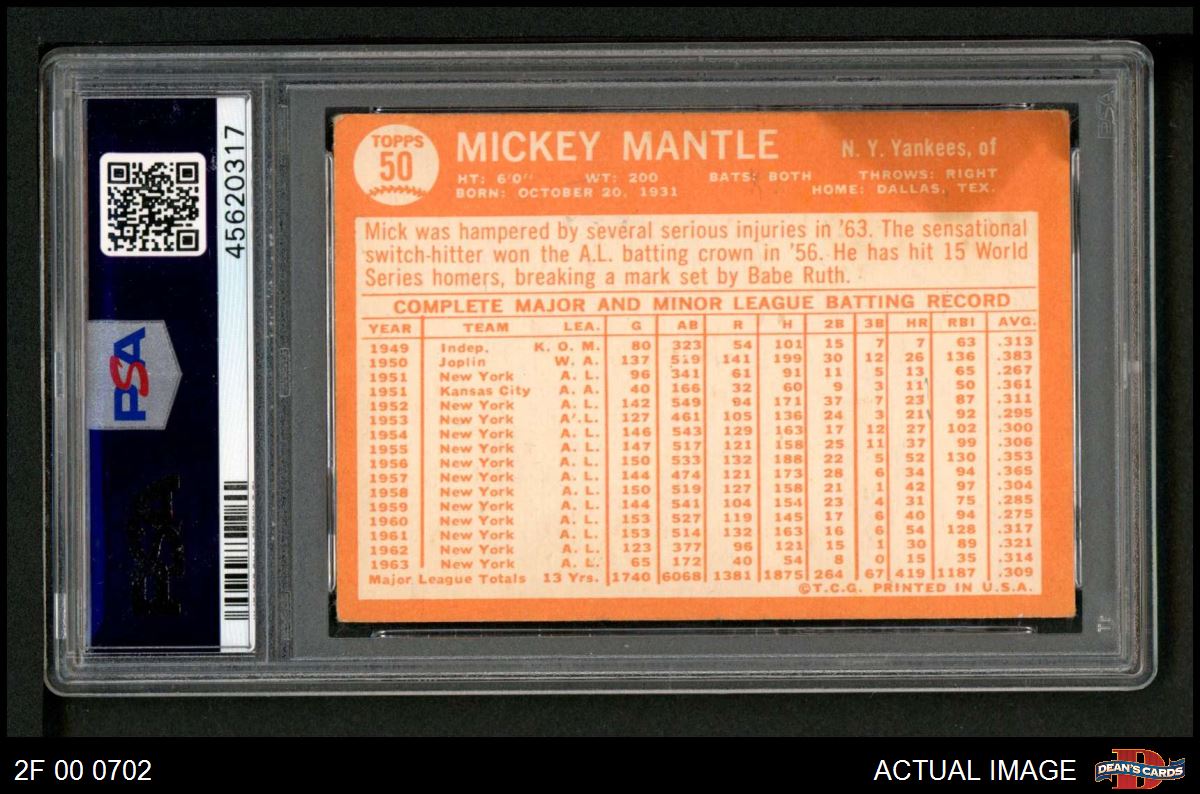 TOPPS
50
MICKEY MANTLE
N. Y. Yankees, of
HT: 6'0" WT: 200 BATS: BOTH THROWS: RIGHT
BORN: OCTOBER 20, 1931 HOME: DALLAS, TEX.
Mick was hampered by several serious injuries in '63. The sensational
switch-hitter won the A.L. batting crown in '56. He has hit 15 World
Series homers, breaking a mark set by Babe Ruth.
COMPLETE MAJOR AND MINOR LEAGUE BATTING RECORD
YEAR TEAM LEA. G AB R H 2B 3B HR RBI AVG.
1949 Indep. K. O. M. 80 323 54 101 15 7 7 63 .313
1950 Joplin W. A. 137 519 141 199 30 12 26 136 .383
1951 New York A. L. 96 341 61 91 11 5 13 65 .267
1951 Kansas City A. A. 40 166 32 60 9 3 11 50 .361
1952 New York A. L. 142 549 94 171 37 7 23 87 .311
1953 New York A. L. 127 461 105 136 24 3 21 92 .295
1954 New York A. L. 146 543 129 163 17 12 27 102 .300
1955 New York A. L. 147 517 121 158 25 11 37 99 .306
1956 New York A. L. 150 533 132 188 22 5 52 130 .353
1957 New York A. L. 144 474 121 173 28 6 34 94 .365
1958 New York A. L. 150 519 127 158 21 1 42 97 .304
1959 New York A. L. 144 541 104 154 23 4 31 75 .285
1960 New York A. L. 153 527 119 145 17 6 40 94 .275
1961 New York A. L. 153 514 132 163 16 6 54 128 .317
1962 New York A. L. 123 377 96 121 15 1 30 89 .321
1963 New York A. L. 65 172 40 54 8 0 15 35 .314
Major League Totals 13 Yrs. 1740 6068 1381 1875 264 67 419 1187 .309
©T.C.G. PRINTED IN U.S.A.
PSA
45620317
PSA
PSA
2F 00 0702
ACTUAL IMAGE
D
DEAN'S CARDS